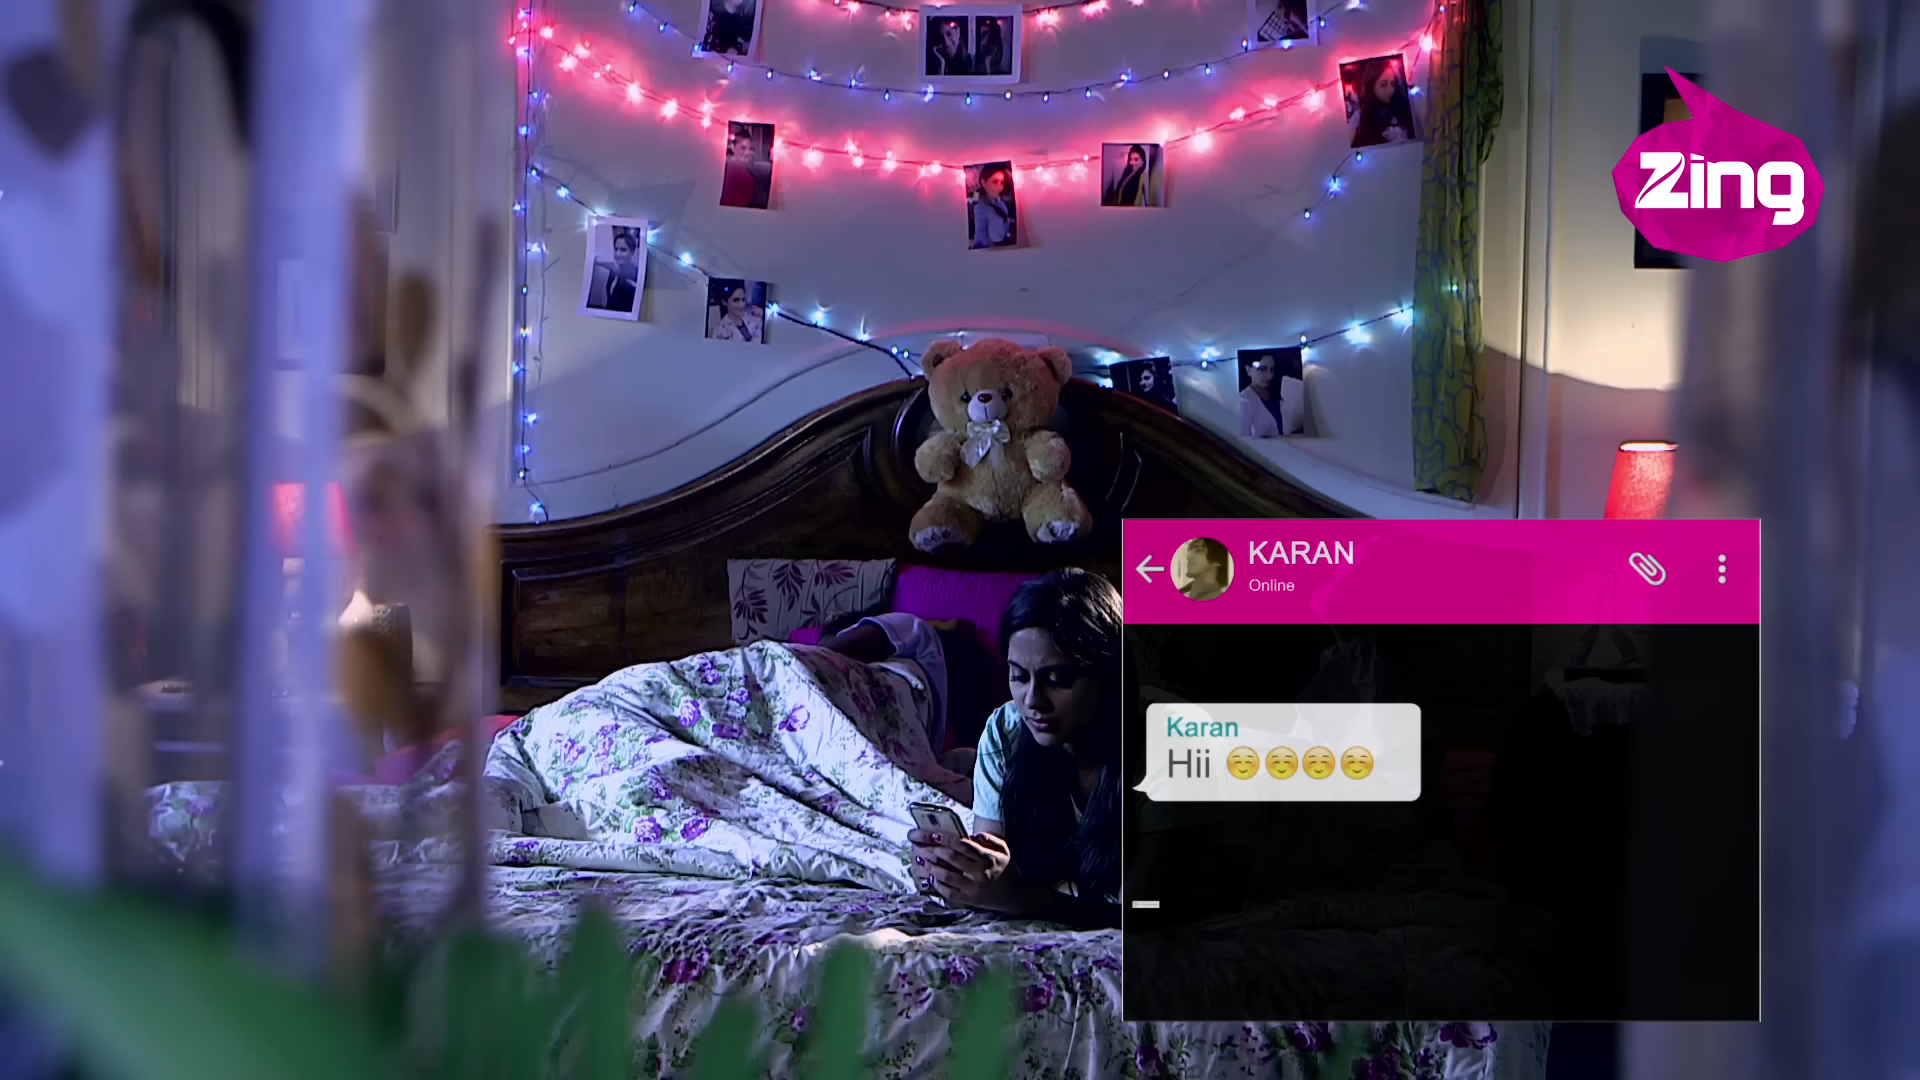 Zing
KARAN
Online
Karan
Hii ☺️☺️☺️☺️